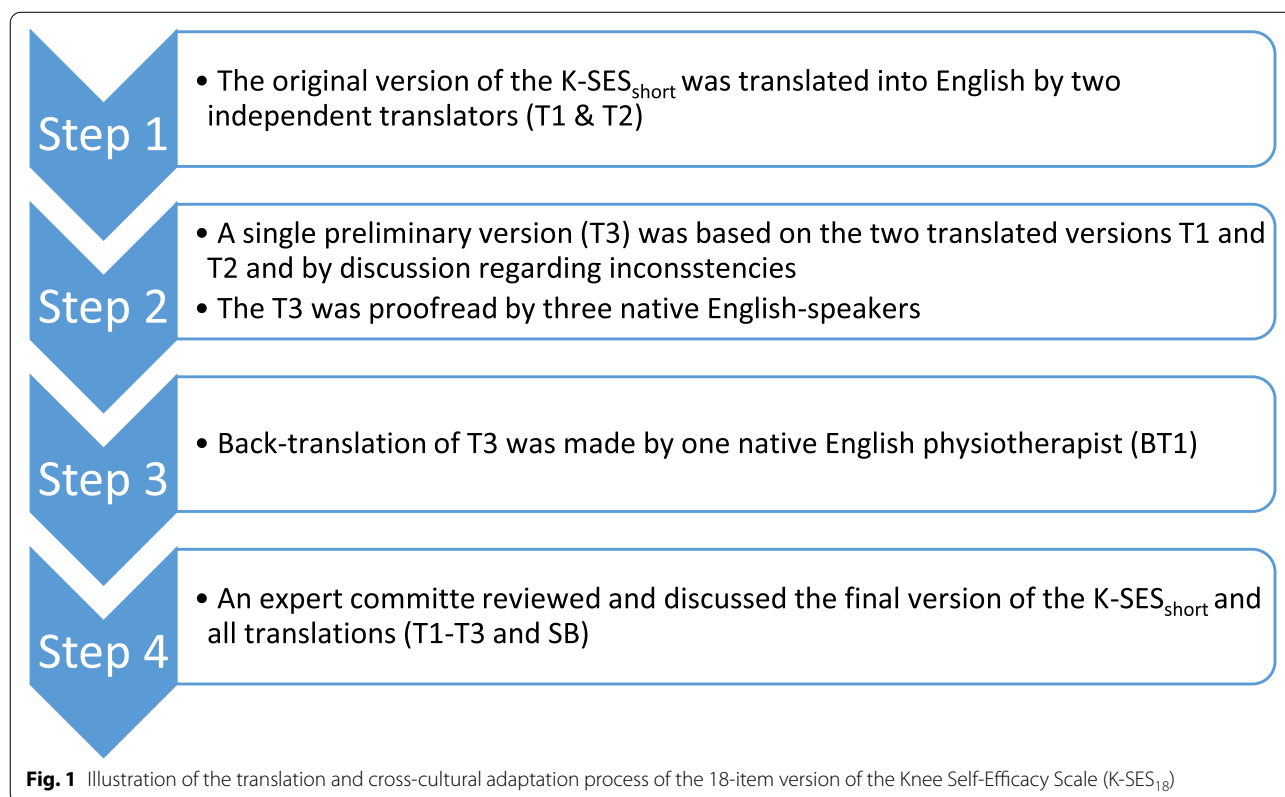 Step 1
• The original version of the K-SESshort was translated into English by two
independent translators (T1 & T2)
Step 2
• A single preliminary version (T3) was based on the two translated versions T1 and
T2 and by discussion regarding inconsstencies
• The T3 was proofread by three native English-speakers
Step 3
• Back-translation of T3 was made by one native English physiotherapist (BT1)
Step 4
• An expert committe reviewed and discussed the final version of the K-SESshort and
all translations (T1-T3 and SB)
Fig. 1 Illustration of the translation and cross-cultural adaptation process of the 18-item version of the Knee Self-Efficacy Scale (K-SES18)